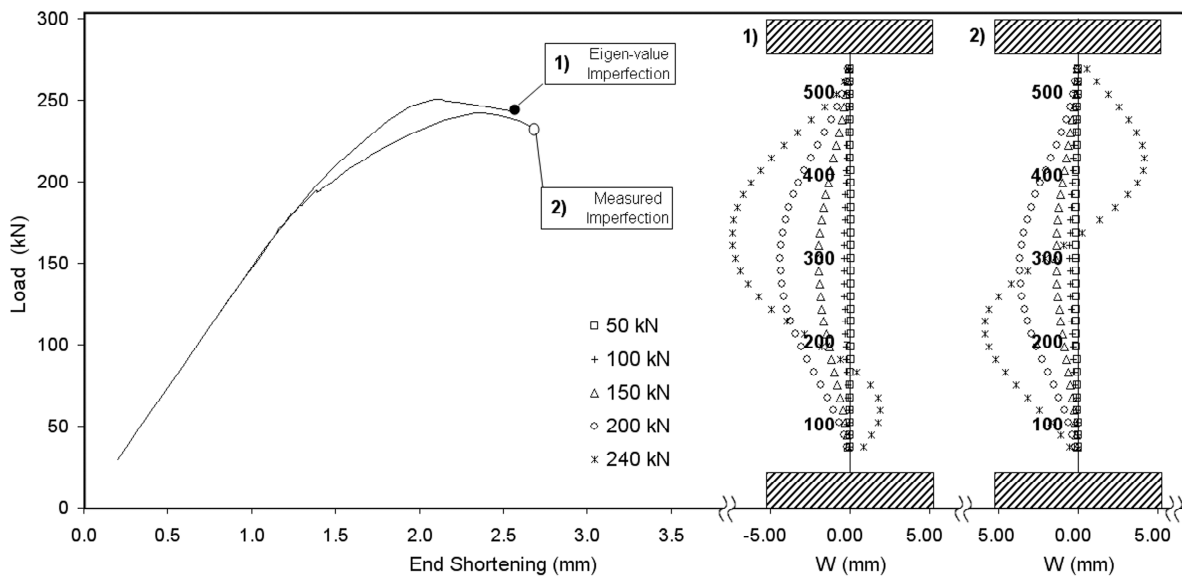 300
250
200
150
100
50
0
Load (kN)
0.0 0.5 1.0 1.5 2.0 2.5 3.0 3.5
End Shortening (mm)
1) Eigen-value
Imperfection
2) Measured
Imperfection
50 kN
100 kN
150 kN
200 kN
240 kN
1)
500
400
300
200
100
-5.00 0.00 5.00
W (mm)
2)
500
400
300
200
100
5.00 0.00 5.00
W (mm)